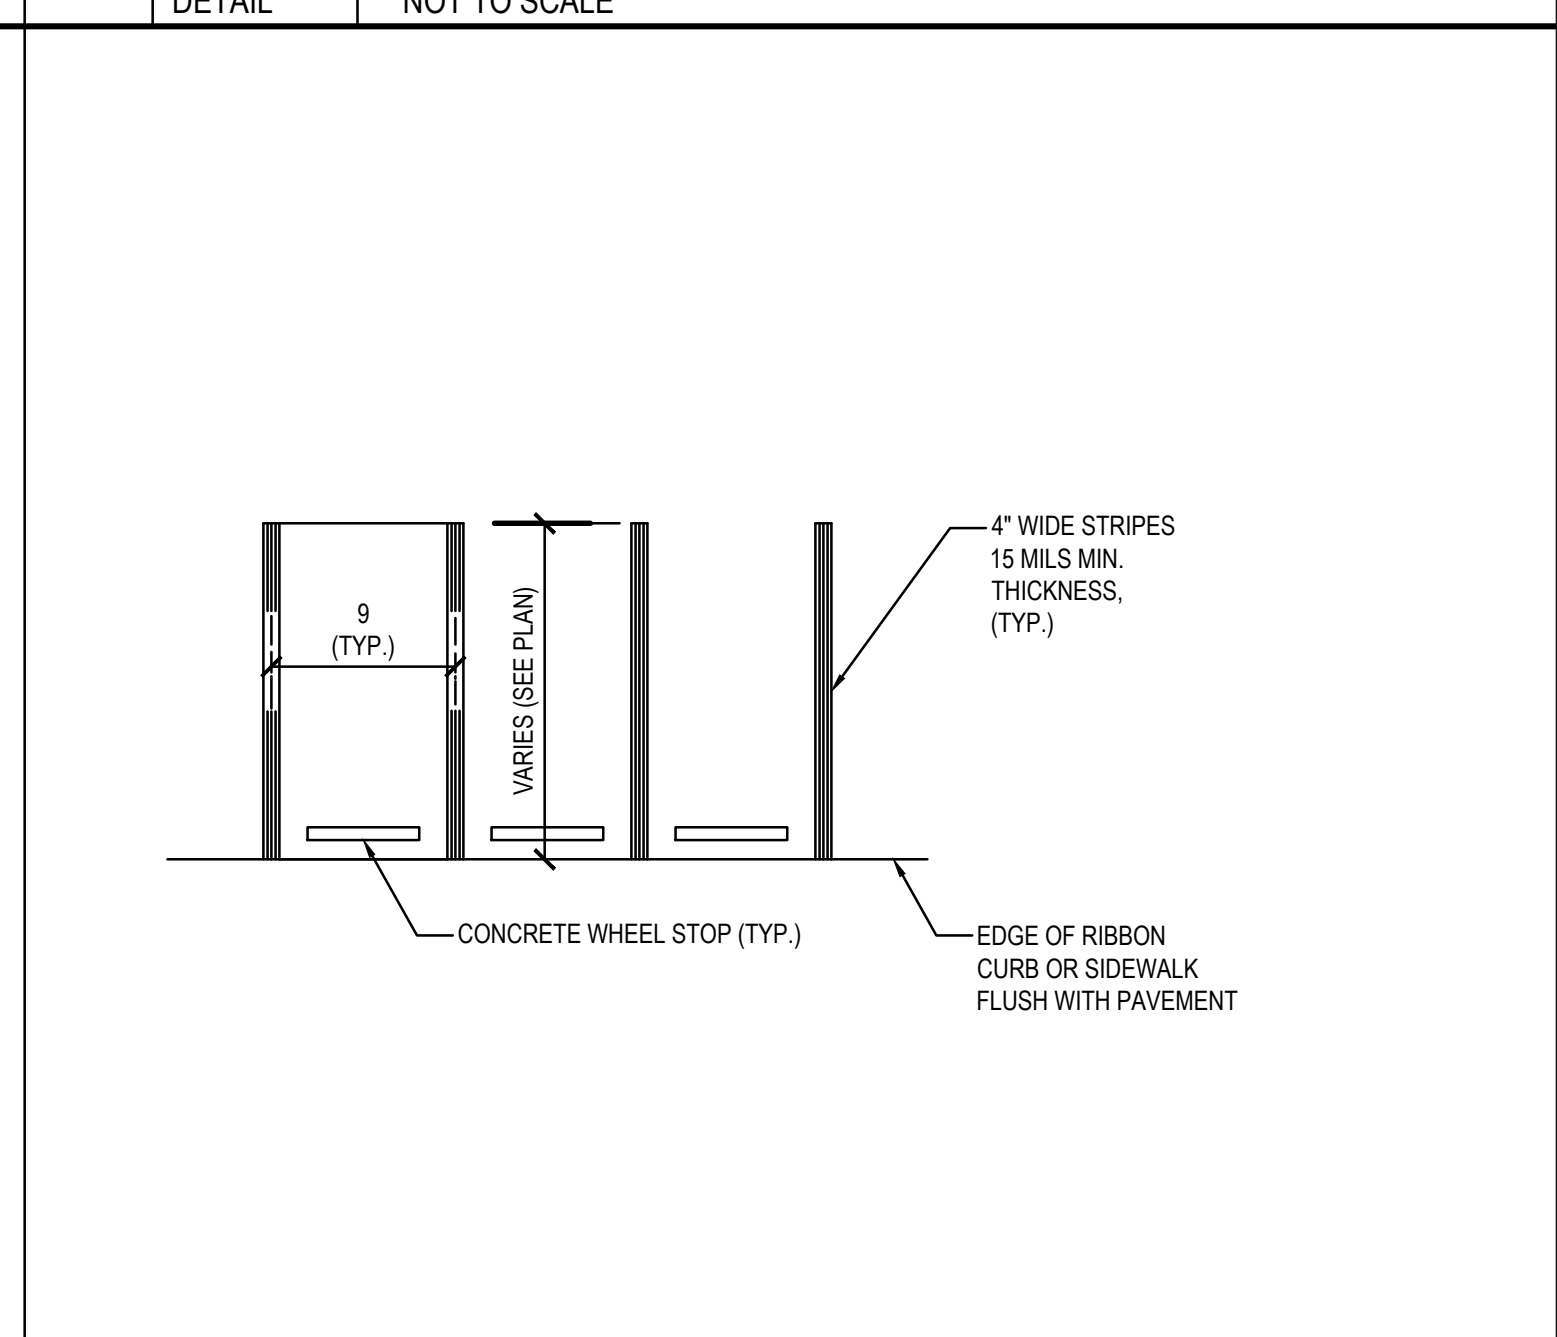 DETAIL NOT TO SCALE
4" WIDE STRIPES
15 MILS MIN.
THICKNESS,
(TYP.)
9
(TYP.)
VARIES (SEE PLAN)
CONCRETE WHEEL STOP (TYP.)
EDGE OF RIBBON
CURB OR SIDEWALK
FLUSH WITH PAVEMENT